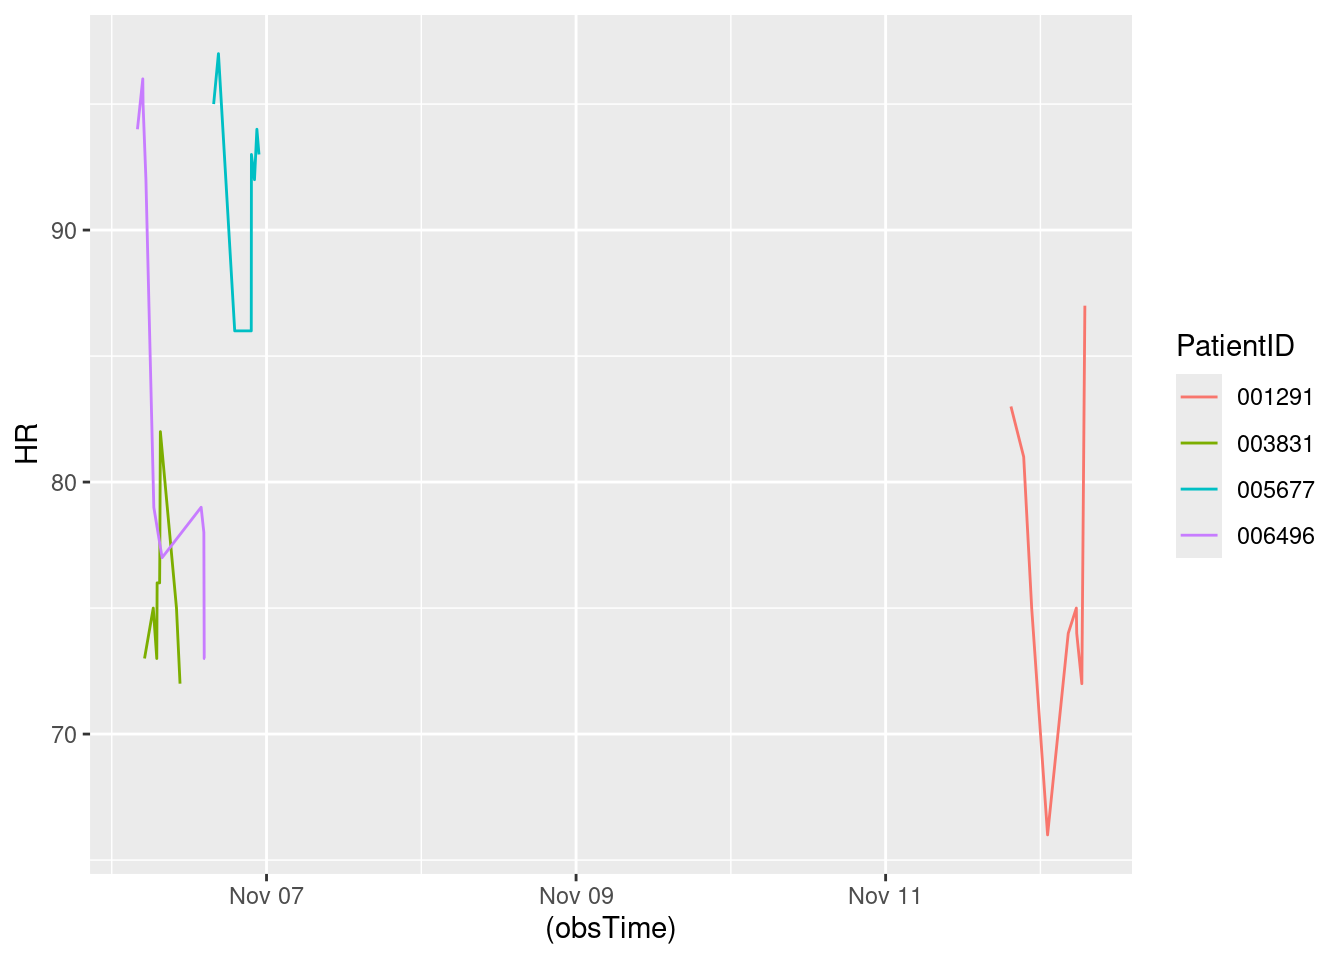 HR
90
80
70
Nov 07
Nov 09
Nov 11
(obsTime)
PatientID
001291
003831
005677
006496